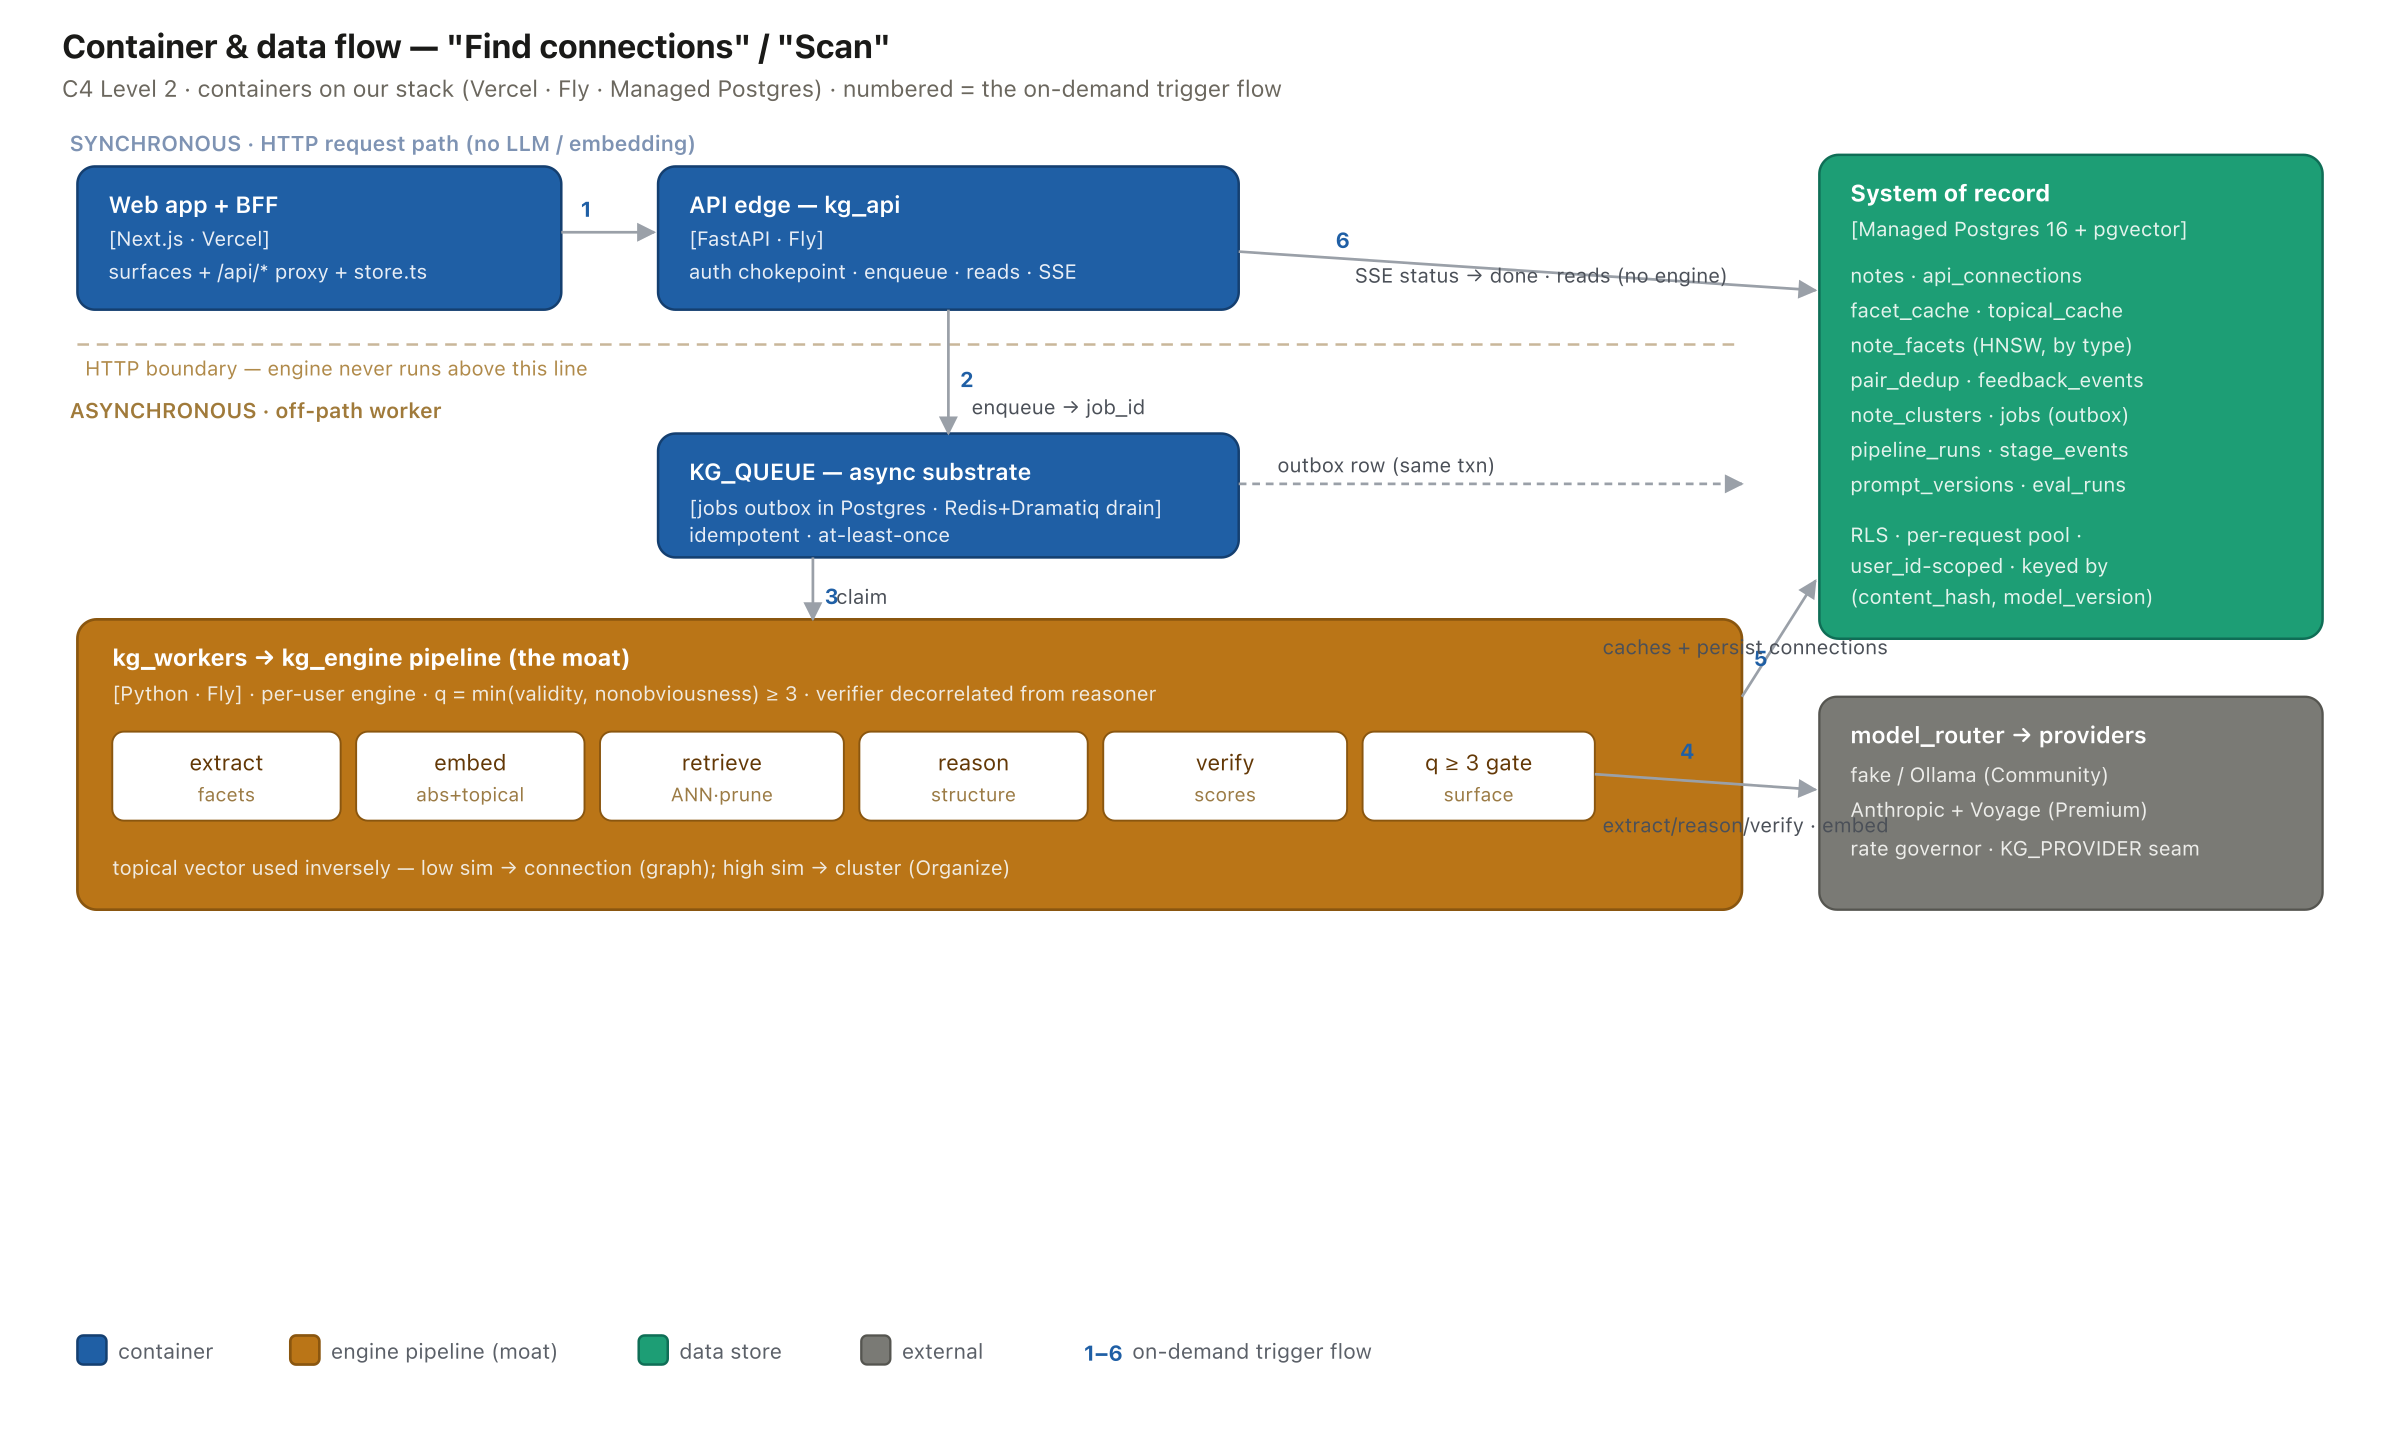 Container & data flow — "Find connections" / "Scan"
C4 Level 2 · containers on our stack (Vercel · Fly · Managed Postgres) · numbered = the on-demand trigger flow
SYNCHRONOUS · HTTP request path (no LLM / embedding)
Web app + BFF
[Next.js · Vercel]
surfaces + /api/* proxy + store.ts
1
API edge — kg_api
[FastAPI · Fly]
auth chokepoint · enqueue · reads · SSE
6
SSE status → done · reads (no engine)
System of record
[Managed Postgres 16 + pgvector]
notes · api_connections
facet_cache · topical_cache
note_facets (HNSW, by type)
pair_dedup · feedback_events
note_clusters · jobs (outbox)
pipeline_runs · stage_events
prompt_versions · eval_runs
RLS · per-request pool ·
user_id-scoped · keyed by
(content_hash, model_version)
HTTP boundary — engine never runs above this line
ASYNCHRONOUS · off-path worker
2
enqueue → job_id
KG_QUEUE — async substrate
[jobs outbox in Postgres · Redis+Dramatiq drain]
idempotent · at-least-once
outbox row (same txn)
3
claim
kg_workers → kg_engine pipeline (the moat)
[Python · Fly] · per-user engine · q = min(validity, nonobviousness) ≥ 3 · verifier decorrelated from reasoner
extract
facets
embed
abs+topical
retrieve
ANN·prune
reason
structure
verify
scores
q ≥ 3 gate
surface
topical vector used inversely — low sim → connection (graph); high sim → cluster (Organize)
caches + persist connections
5
4
extract/reason/verify · embed
model_router → providers
fake / Ollama (Community)
Anthropic + Voyage (Premium)
rate governor · KG_PROVIDER seam
container
engine pipeline (moat)
data store
external
1–6 on-demand trigger flow